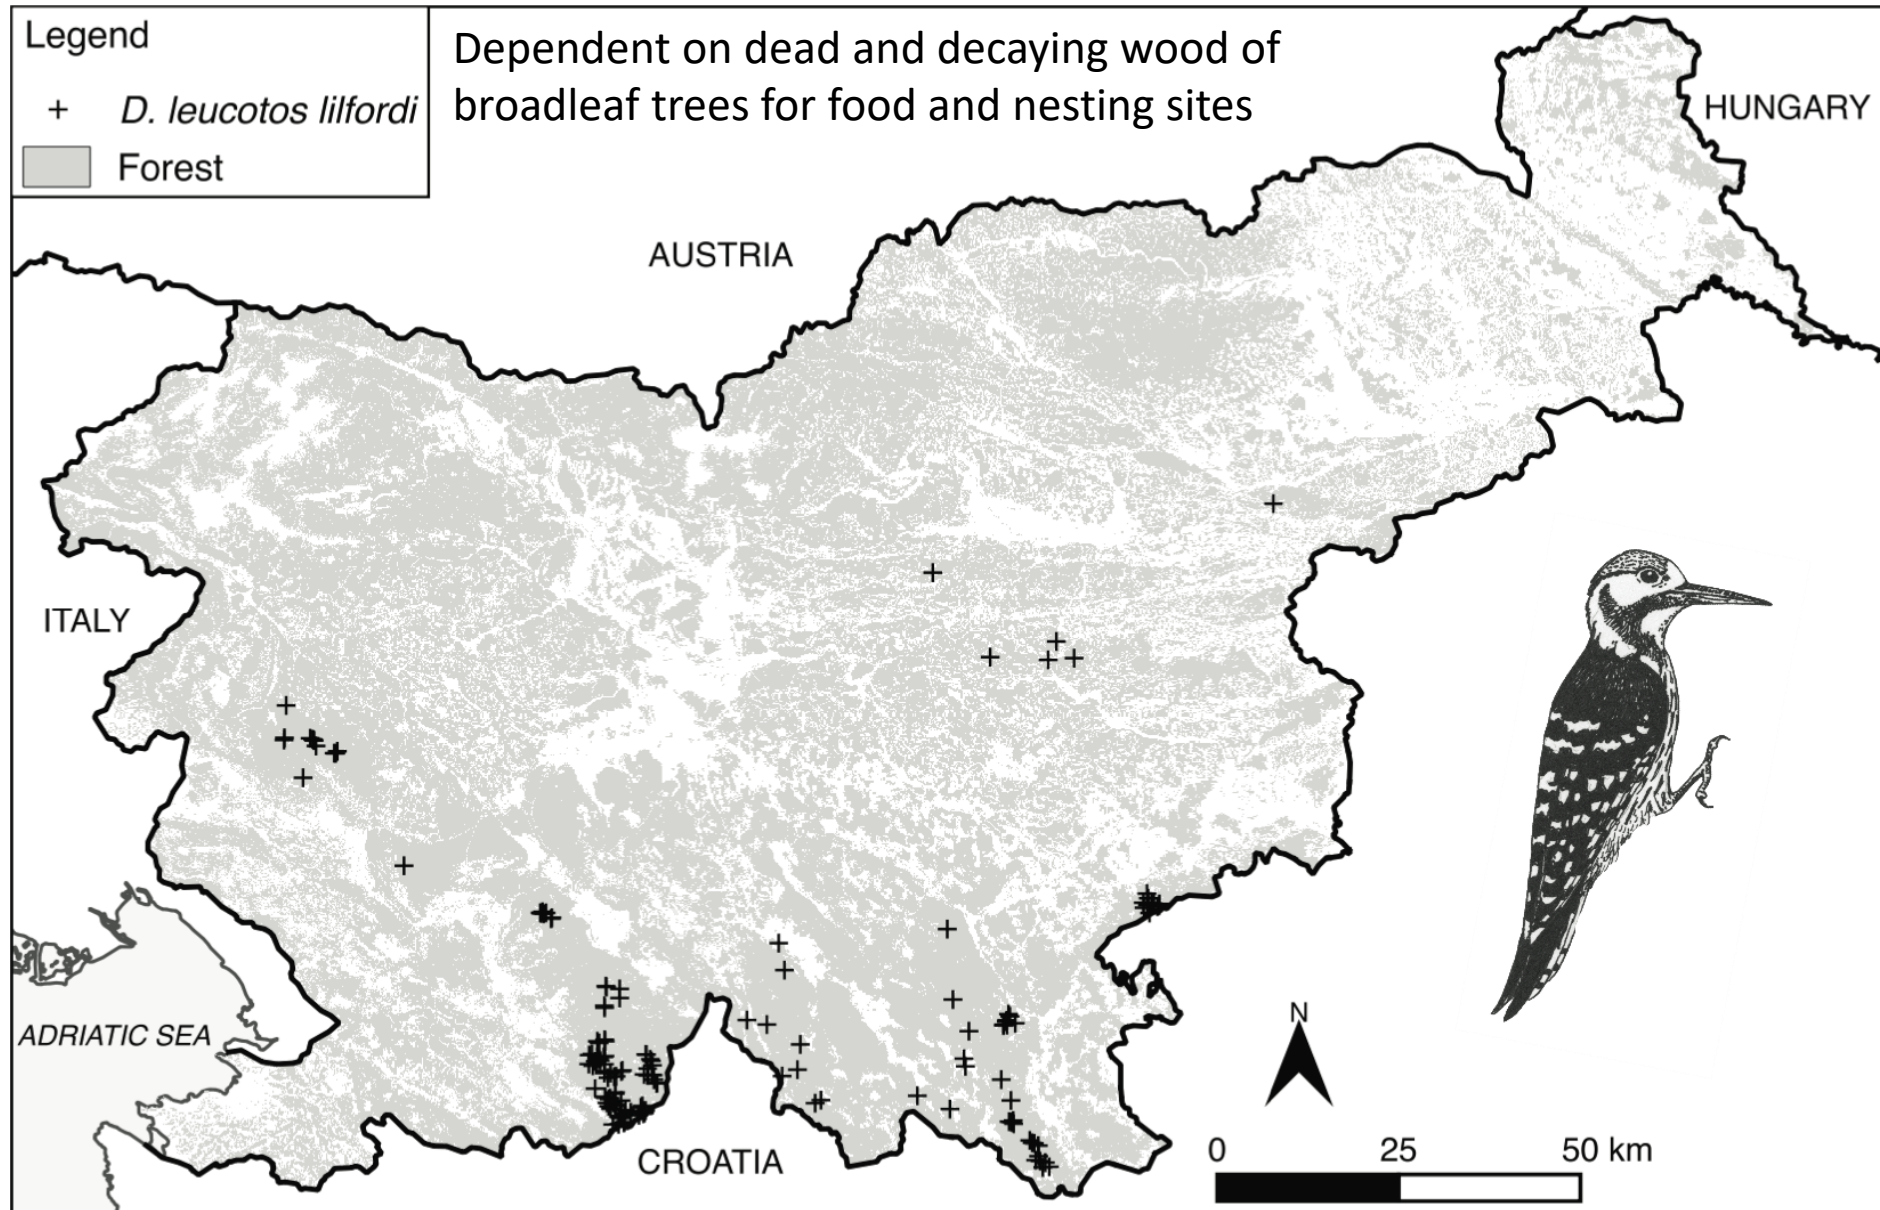 Legend
+ D. leucotos lilfordi
Forest
Dependent on dead and decaying wood of
broadleaf trees for food and nesting sites
HUNGARY
AUSTRIA
ITALY
ADRIATIC SEA
CROATIA
N
0 25 50 km